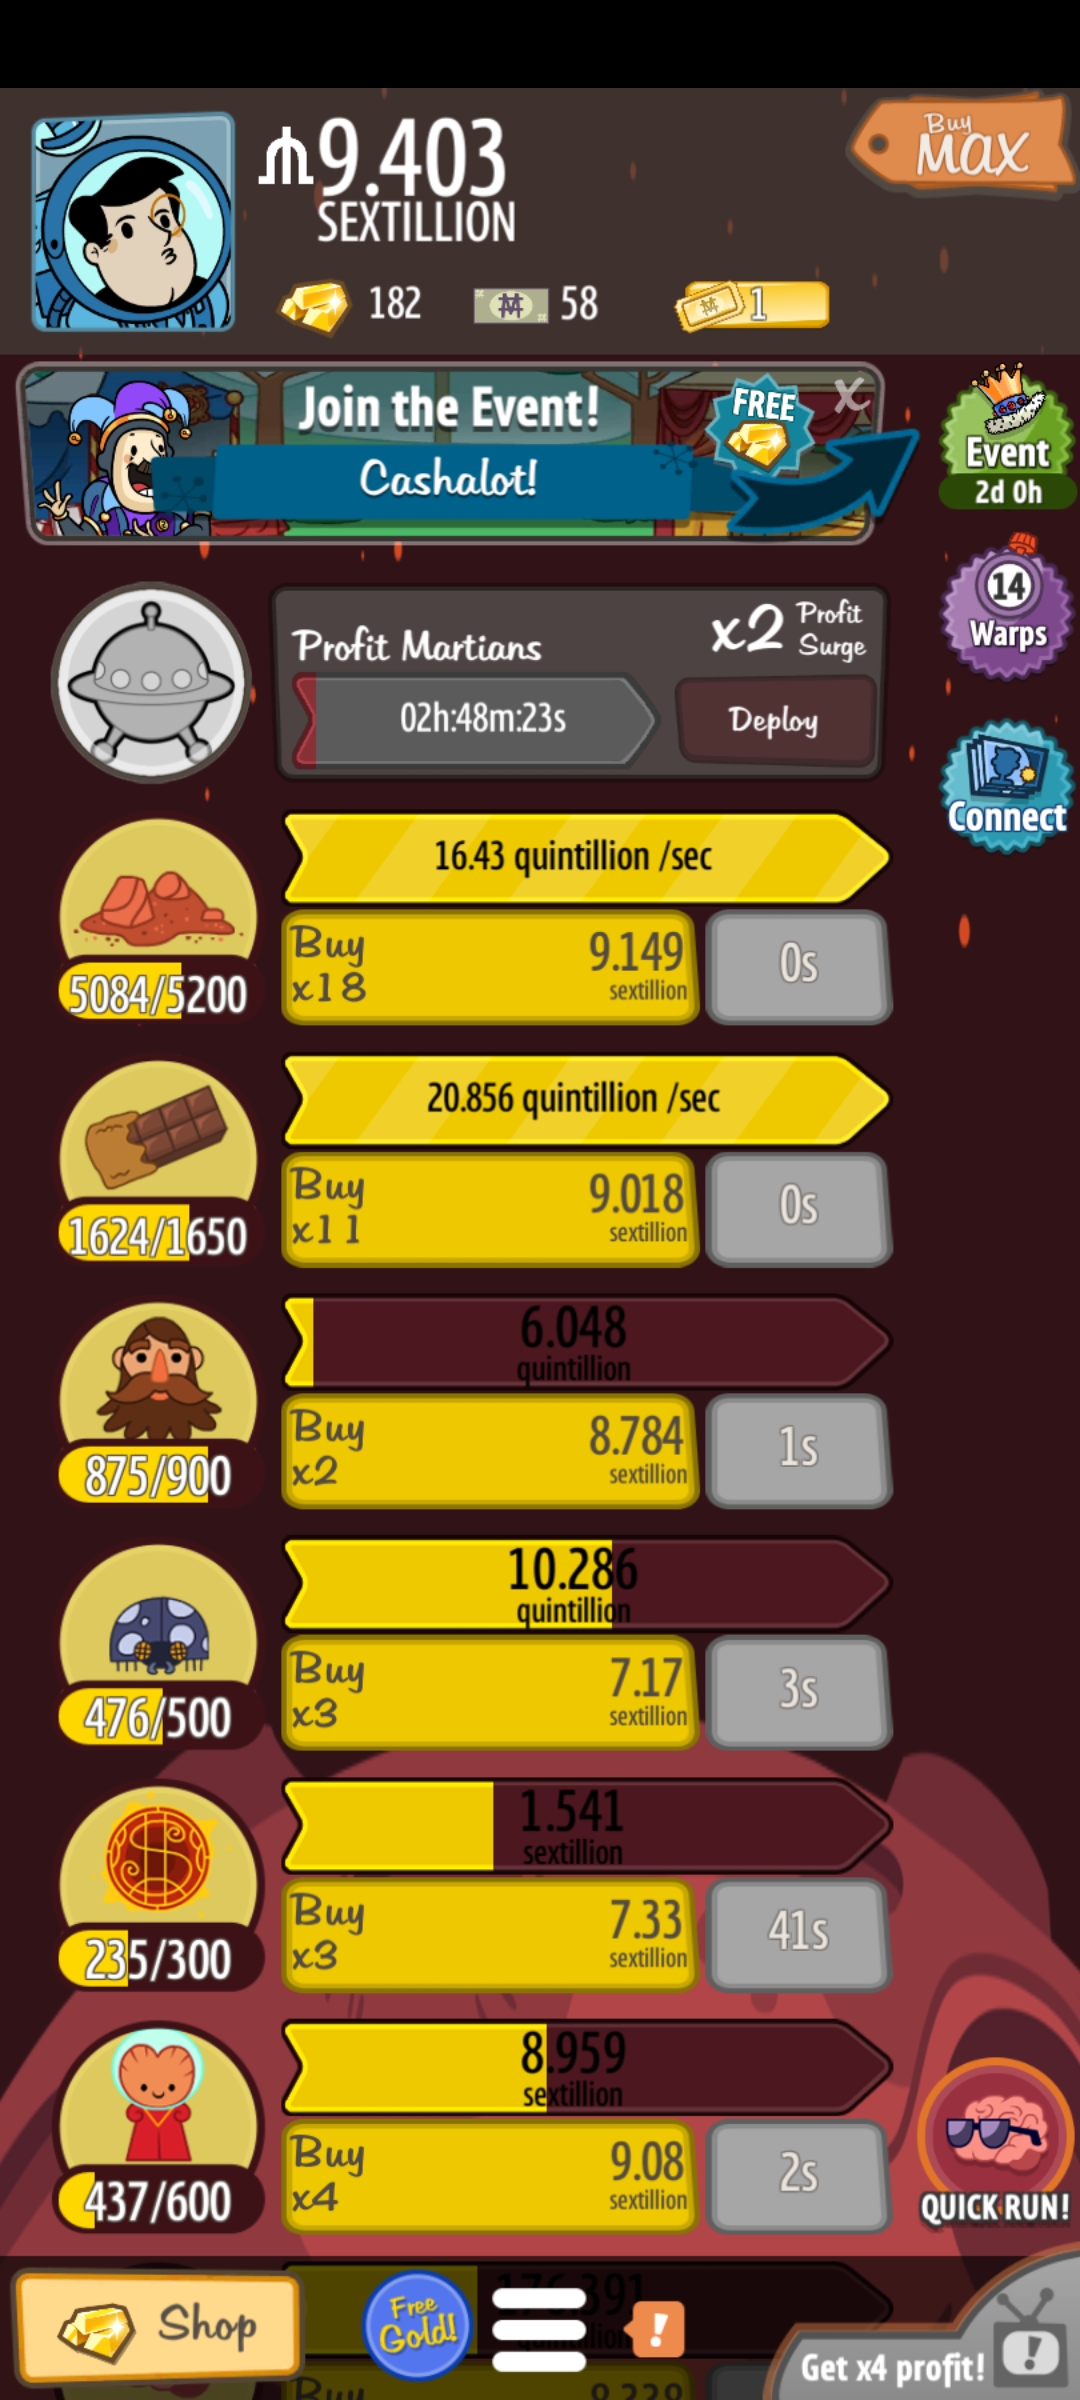 9.403
SEXTILLION
Buy
MAX
182
58
1
Join the Event!
FREE
X
Cashalot!
Event
2d 0h
14
Warps
Profit Martians
x2
Profit
Surge
02h:48m:23s
Deploy
Connect
16.43 quintillion /sec
Buy
x18
9.149
sextillion
0s
5084/5200
20.856 quintillion /sec
Buy
x11
9.018
sextillion
0s
1624/1650
6.048
quintillion
Buy
x2
8.784
sextillion
1s
875/900
10.286
quintillion
Buy
x3
7.17
sextillion
3s
476/500
1.541
sextillion
Buy
x3
7.33
sextillion
41s
235/300
8.959
sextillion
Buy
x4
9.08
sextillion
2s
437/600
QUICK RUN!
176.391
Shop
Free
Gold!
!
!
Get x4 profit!
Buy